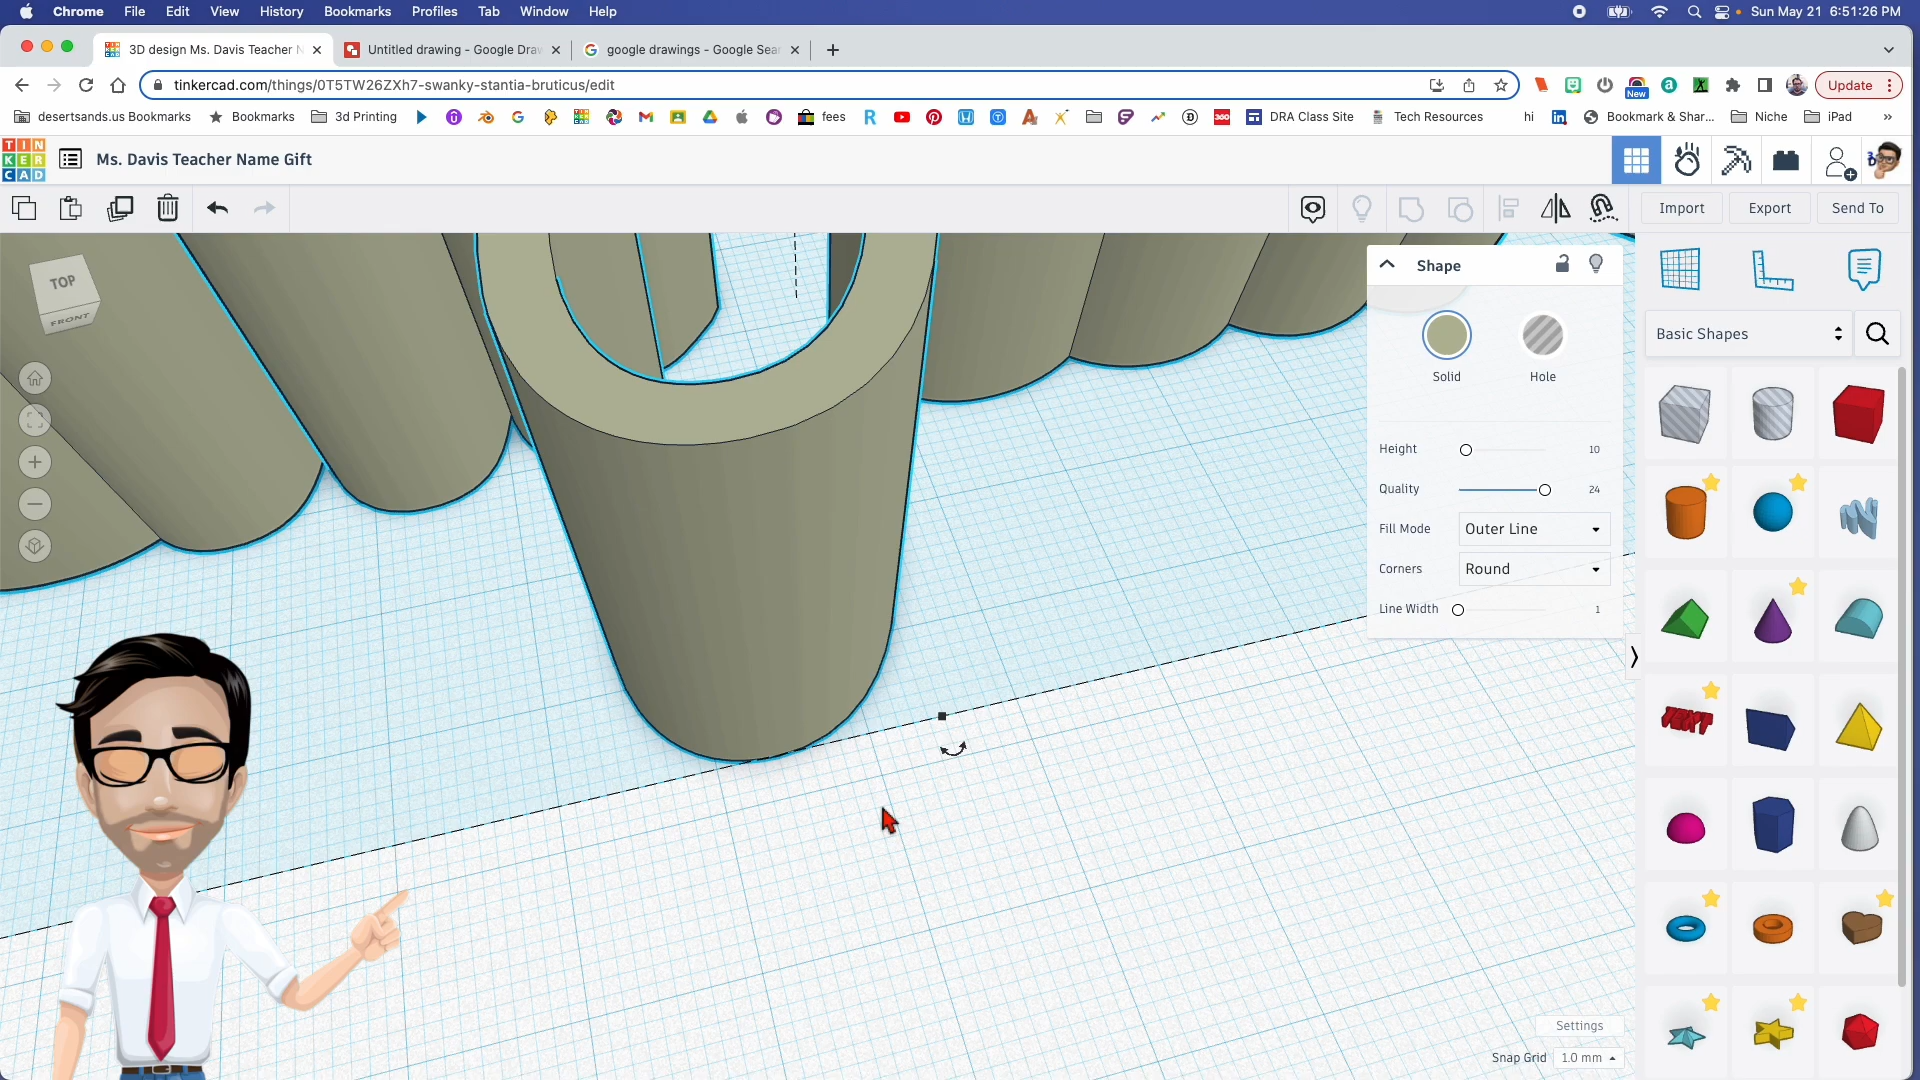 Chrome File Edit View History Bookmarks Profiles Tab Window Help Sun May 21 6:51:26 PM
3D design Ms. Davis Teacher N Untitled drawing - Google Draw google drawings - Google Sear
tinkercad.com/things/0T5TW26ZXh7-swanky-stantia-bruticus/edit New Update
desertsands.us Bookmarks Bookmarks 3d Printing fees DRA Class Site Tech Resources hi Bookmark & Shar... Niche iPad »
TINKERCAD Ms. Davis Teacher Name Gift
Import Export Send To
TOP
FRONT
Shape
Solid Hole
Height 10
Quality 24
Fill Mode Outer Line
Corners Round
Line Width 1
Basic Shapes
TEXT
Settings
Snap Grid 1.0 mm